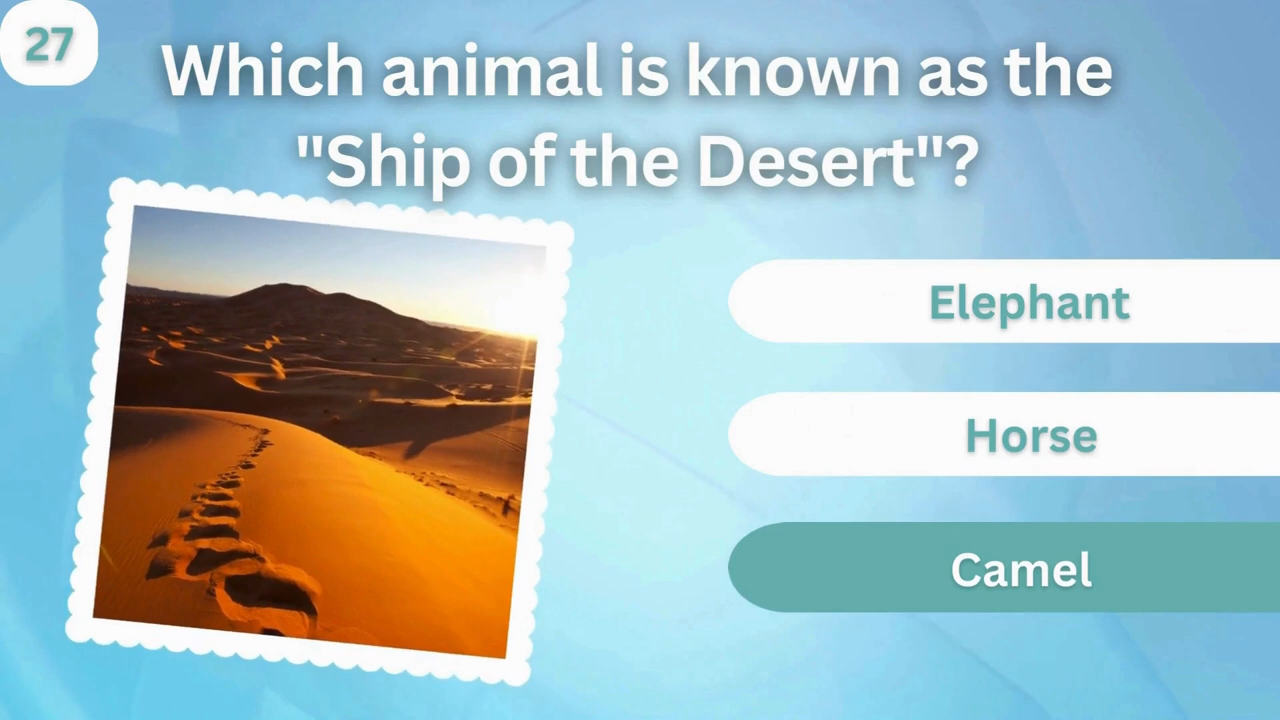 27
Which animal is known as the
"Ship of the Desert"?
Elephant
Horse
Camel